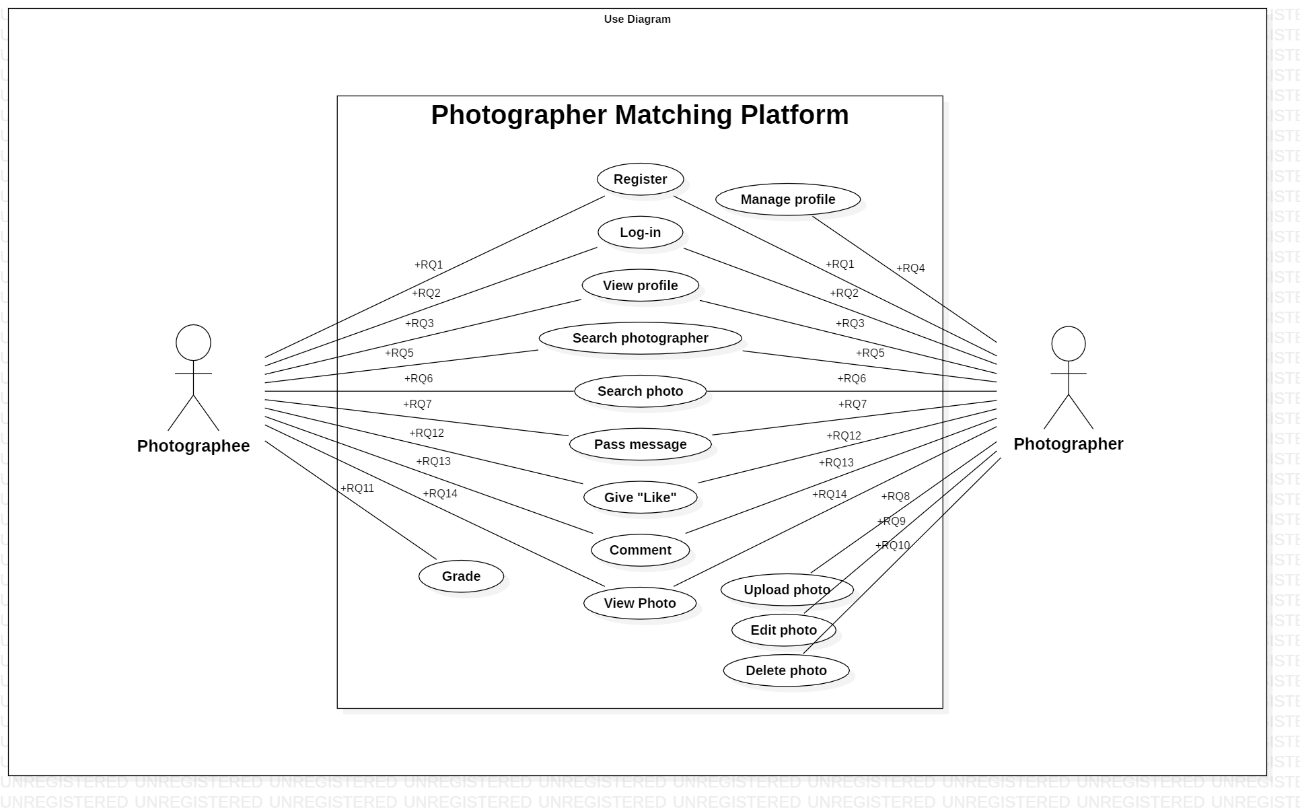 Use Diagram
Photographer Matching Platform
Register
Manage profile
Log-in
+RQ1
+RQ1
+RQ4
View profile
+RQ2
+RQ2
+RQ3
+RQ3
Search photographer
+RQ5
+RQ5
+RQ6
+RQ6
Search photo
+RQ7
+RQ7
Photographee
Photographer
Pass message
+RQ12
+RQ12
+RQ13
+RQ13
+RQ11
+RQ14
Give "Like"
+RQ14
+RQ8
+RQ9
+RQ10
Comment
Grade
View Photo
Upload photo
Edit photo
Delete photo
UNREGISTERED UNREGISTERED UNREGISTERED UNREGISTERED UNREGISTERED UNREGISTERED UNREGISTERED UNREGISTERED UNREGISTERED UNREGISTE
UNREGISTERED UNREGISTERED UNREGISTERED UNREGISTERED UNREGISTERED UNREGISTERED UNREGISTERED UNREGISTERED UNREGISTERED UNREGISTE